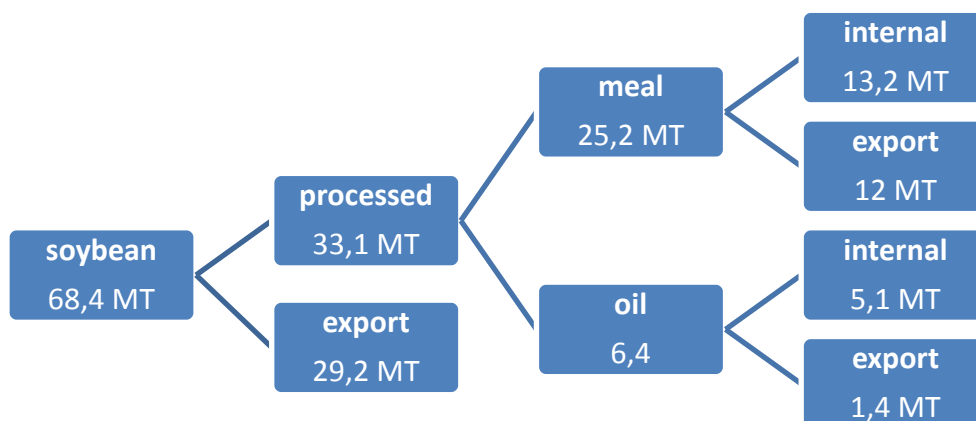 soybean
68,4 MT
processed
33,1 MT
export
29,2 MT
meal
25,2 MT
oil
6,4
internal
13,2 MT
export
12 MT
internal
5,1 MT
export
1,4 MT